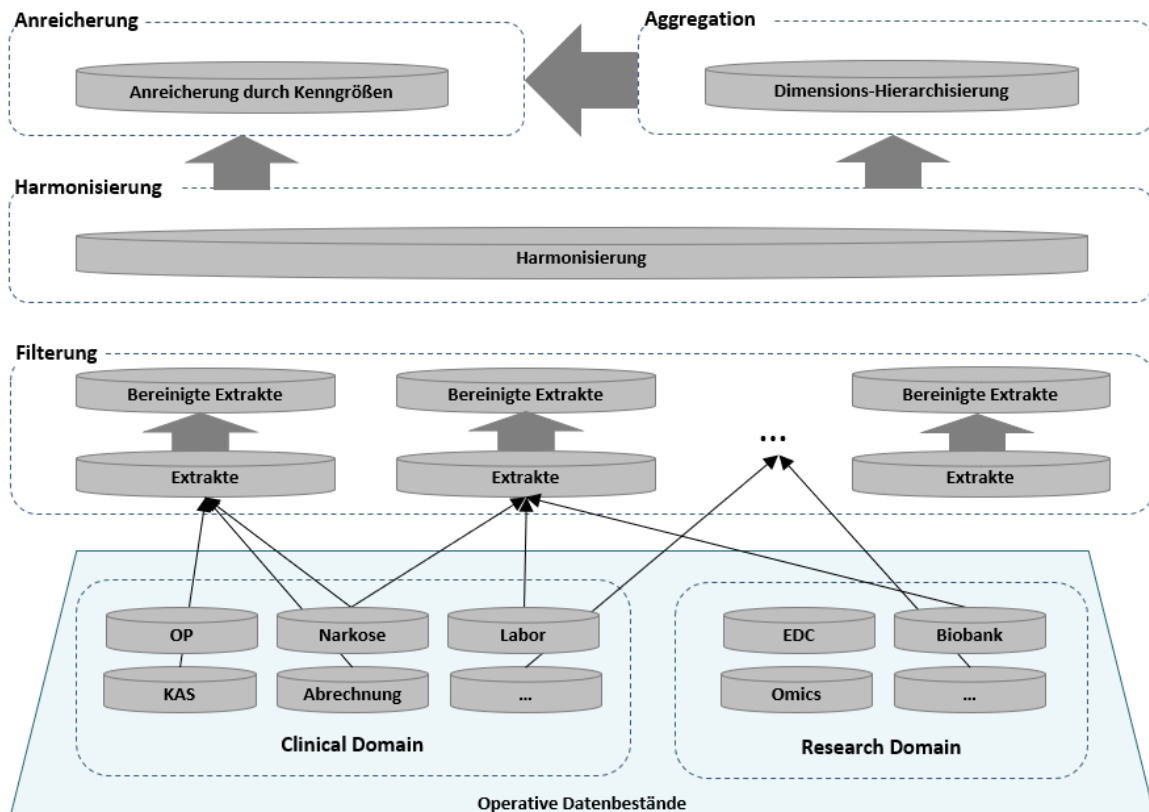 Anreicherung
Aggregation
Anreicherung durch Kenngrößen
Dimensions-Hierarchisierung
Harmonisierung
Harmonisierung
Filterung
Bereinigte Extrakte
Bereinigte Extrakte
Bereinigte Extrakte
...
Extrakte
Extrakte
Extrakte
OP
Narkose
Labor
EDC
Biobank
KAS
Abrechnung
...
Omics
...
Clinical Domain
Research Domain
Operative Datenbestände